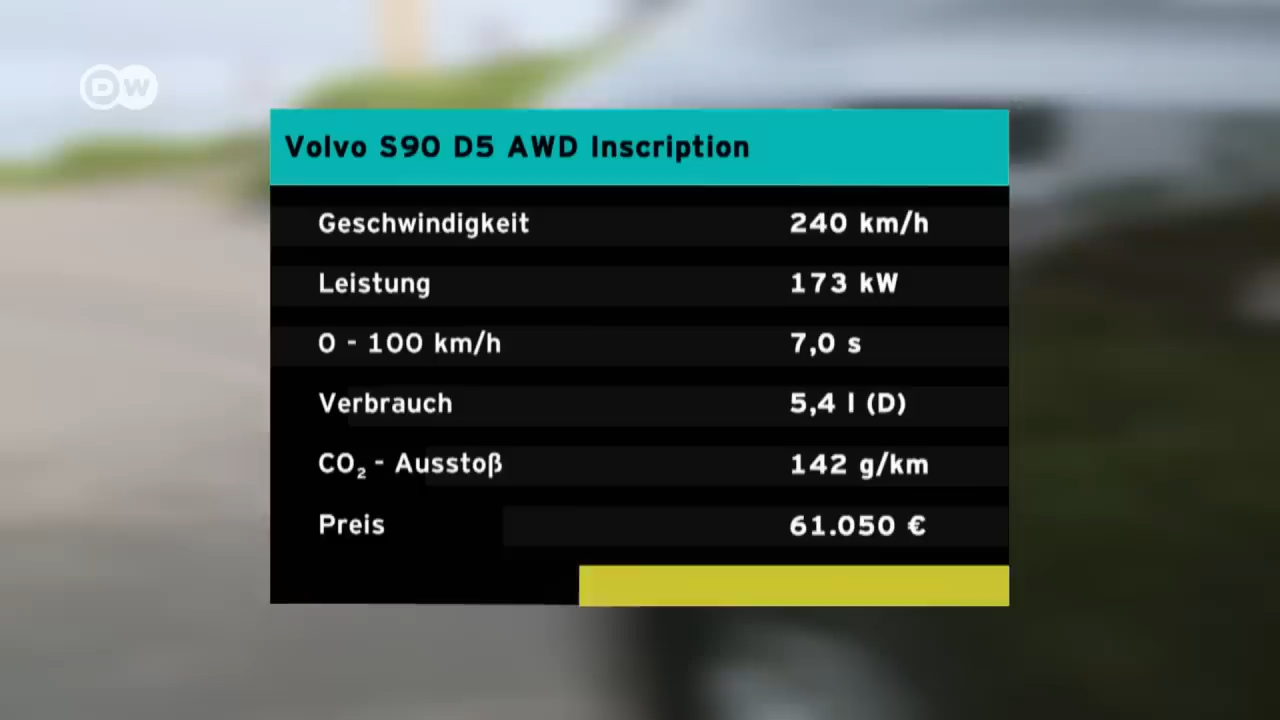 DW
Volvo S90 D5 AWD Inscription
Geschwindigkeit 240 km/h
Leistung 173 kW
0 - 100 km/h 7,0 s
Verbrauch 5,4 l (D)
CO₂ - Ausstoß 142 g/km
Preis 61.050 €